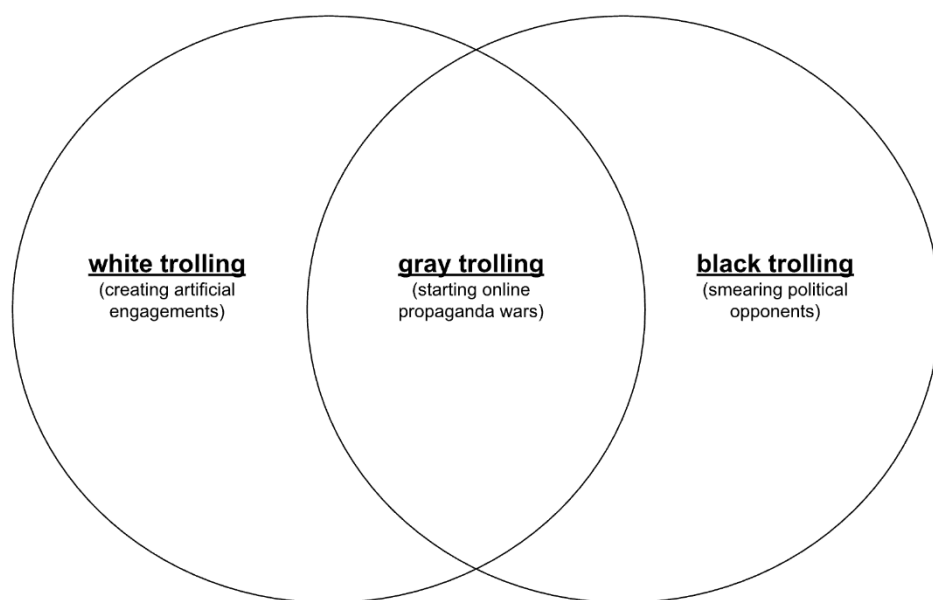 white trolling
(creating artificial
engagements)
gray trolling
(starting online
propaganda wars)
black trolling
(smearing political
opponents)